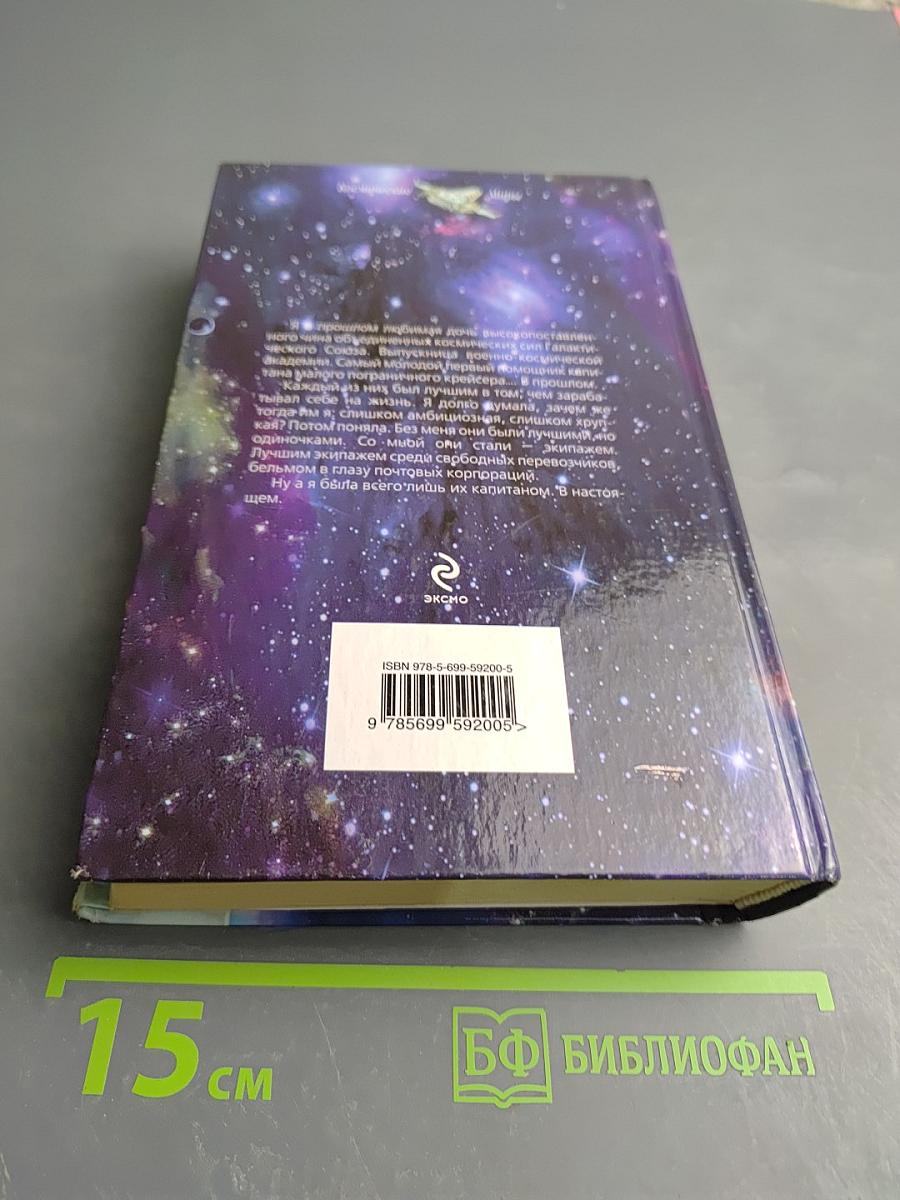 миры
Я в прошлом любимая дочь высокопоставлен-
ного чина объединенных космических сил Галакти-
ческого Союза. Выпускница военно-космической
академии. Самый молодой первый помощник капи-
тана малого пограничного крейсера... в прошлом.
Каждый из них был лучшим в том, чем зараба-
тывал себе на жизнь. Я долго думала, зачем же
тогда им я; слишком амбициозная, слишком хруп-
кая? Потом поняла. Без меня они были лучшими, но
одиночками. Со мной они стали – экипажем.
Лучшим экипажем среди свободных перевозчиков,
бельмом в глазу почтовых корпораций.
Ну а я была всего лишь их капитаном. В настоя-
щем.
ЭКСМО
ISBN 978-5-699-59200-5
9 785699 592005 >
15 см
БФ БИБЛИОФАН